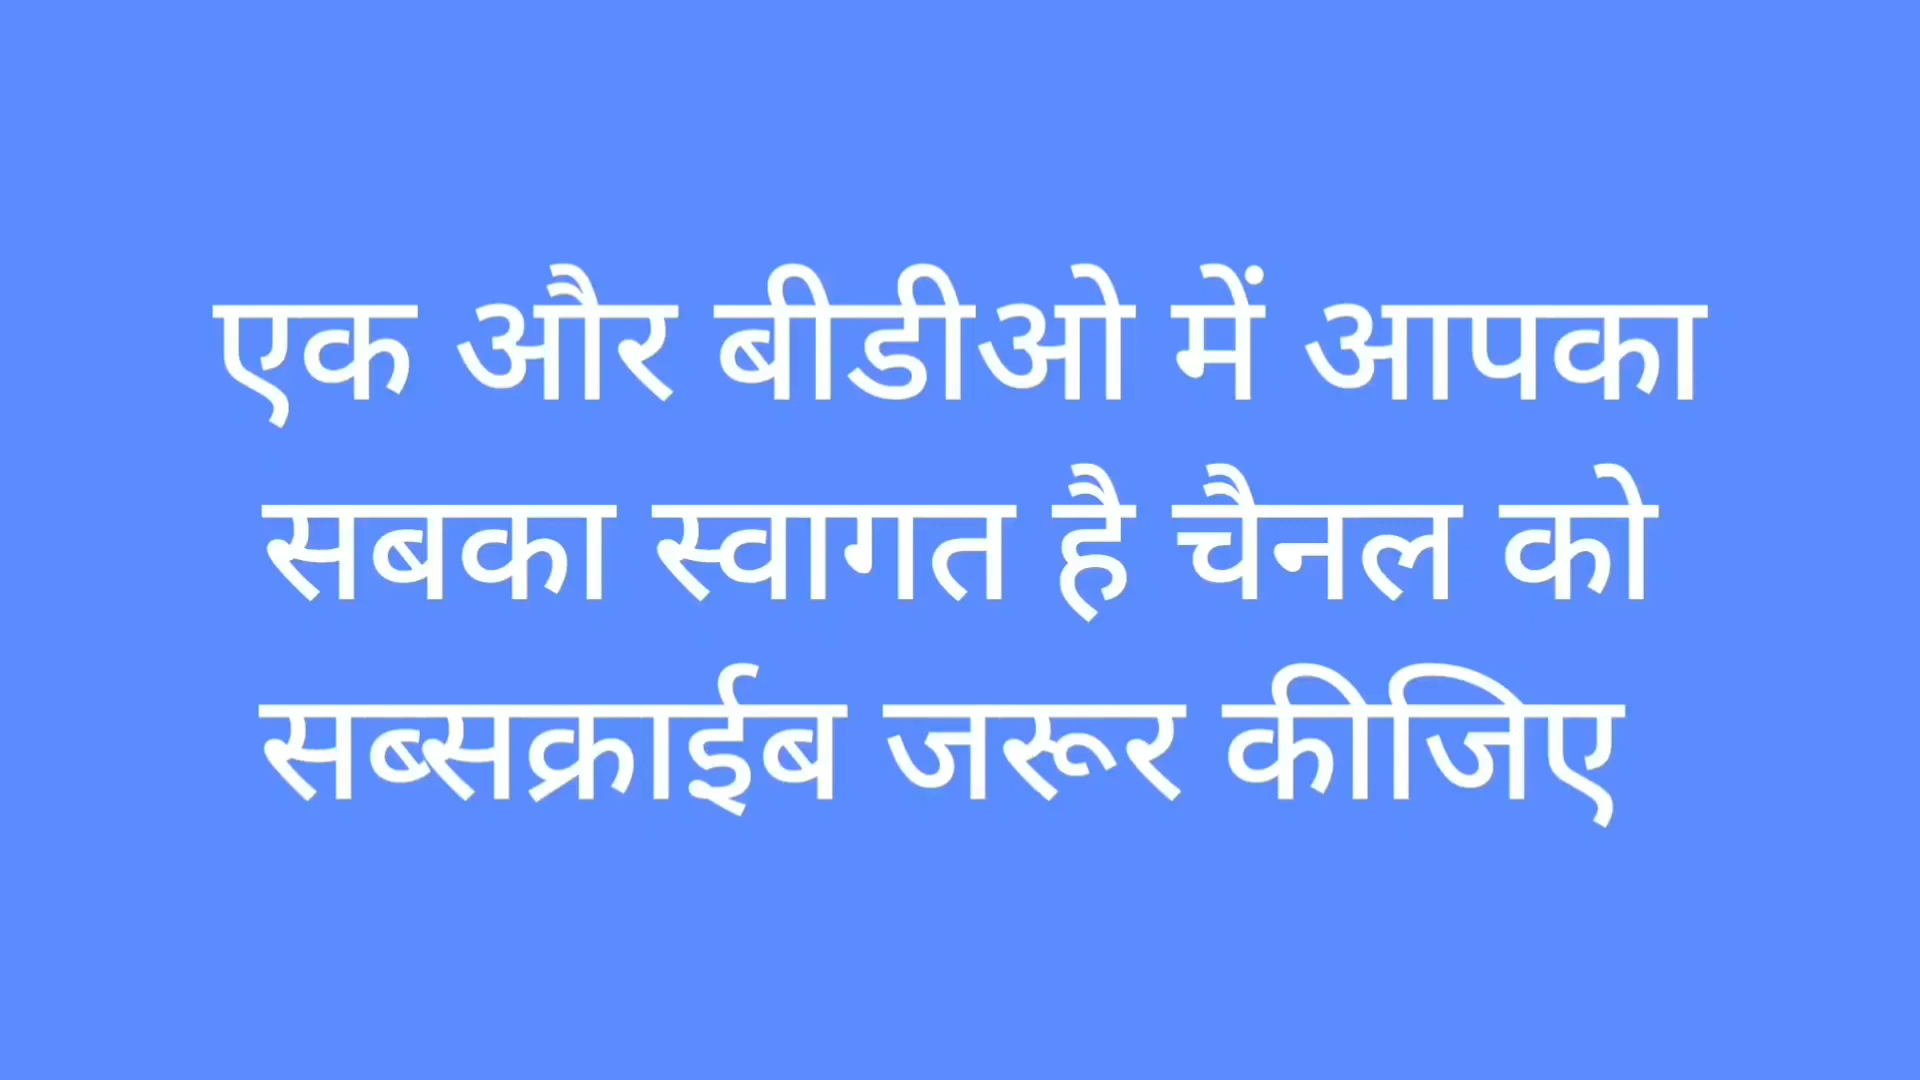 एक और बीडीओ में आपका
सबका स्वागत है चैनल को
सब्सक्राईब जरूर कीजिए